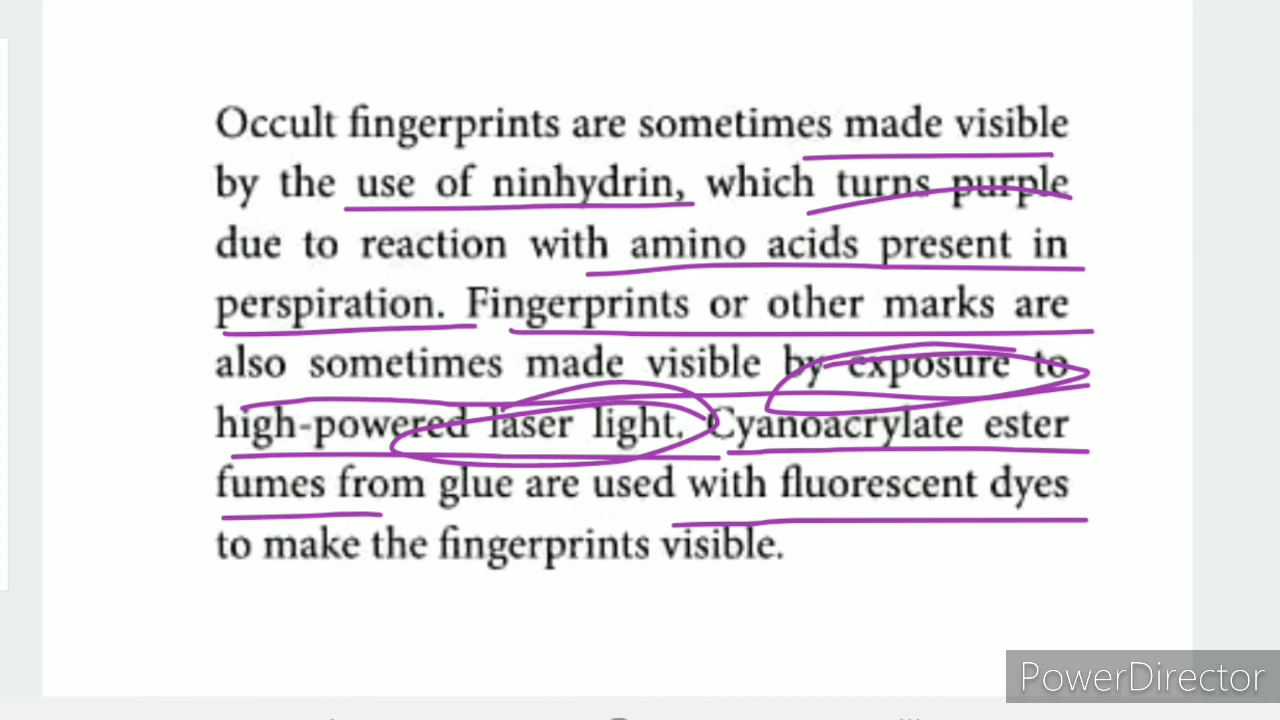 Occult fingerprints are sometimes made visible
by the use of ninhydrin, which turns purple
due to reaction with amino acids present in
perspiration. Fingerprints or other marks are
also sometimes made visible by exposure to
high-powered laser light. Cyanoacrylate ester
fumes from glue are used with fluorescent dyes
to make the fingerprints visible.
PowerDirector